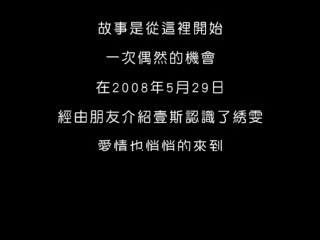 故事是從這裡開始
一次偶然的機會
在2008年5月29日
經由朋友介紹壹斯認識了綉雯
愛情也悄悄的來到